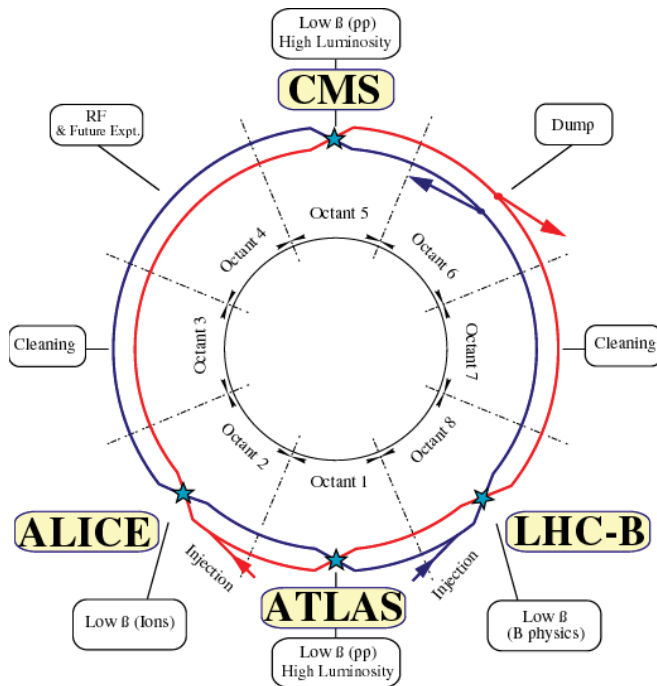 Low ß (pp)
High Luminosity
CMS
RF
& Future Expt.
Dump
Octant 5
Octant 4
Octant 6
Cleaning
Octant 3
Octant 7
Cleaning
Octant 2
Octant 8
Octant 1
ALICE
LHC-B
Injection
Injection
ATLAS
Low ß (Ions)
Low ß
(B physics)
Low ß (pp)
High Luminosity